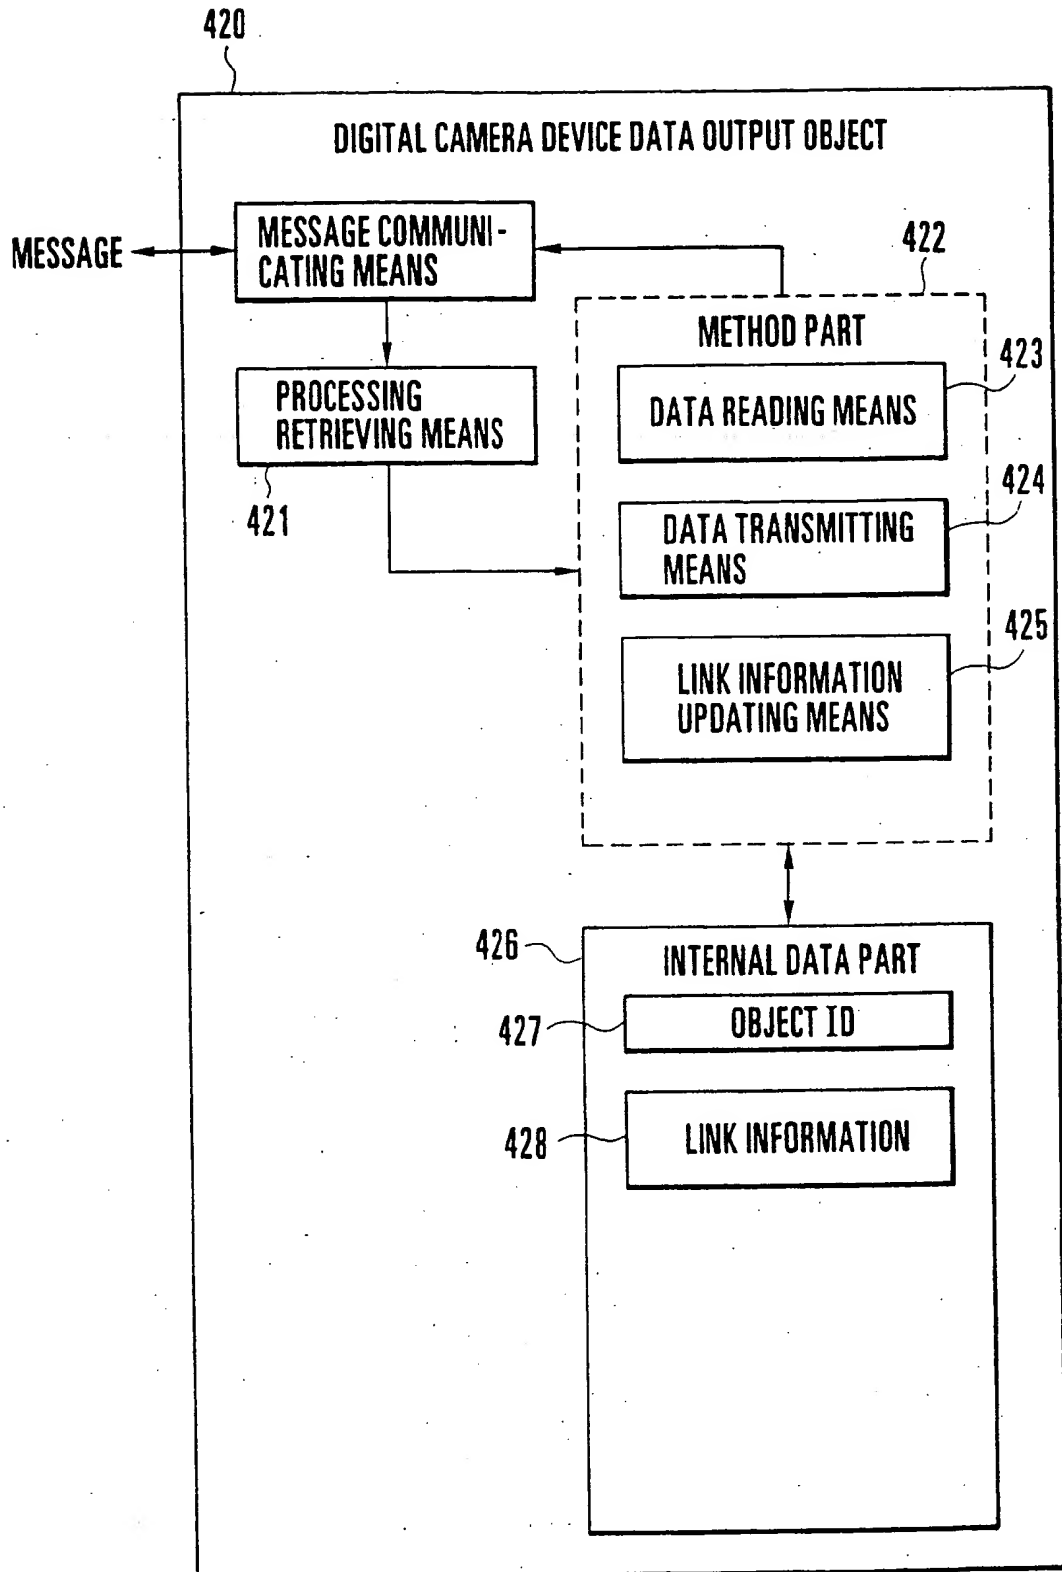 420
DIGITAL CAMERA DEVICE DATA OUTPUT OBJECT
MESSAGE
MESSAGE COMMUNI-
CATING MEANS
PROCESSING
RETRIEVING MEANS
421
422
METHOD PART
423
DATA READING MEANS
424
DATA TRANSMITTING
MEANS
425
LINK INFORMATION
UPDATING MEANS
426
INTERNAL DATA PART
427
OBJECT ID
428
LINK INFORMATION